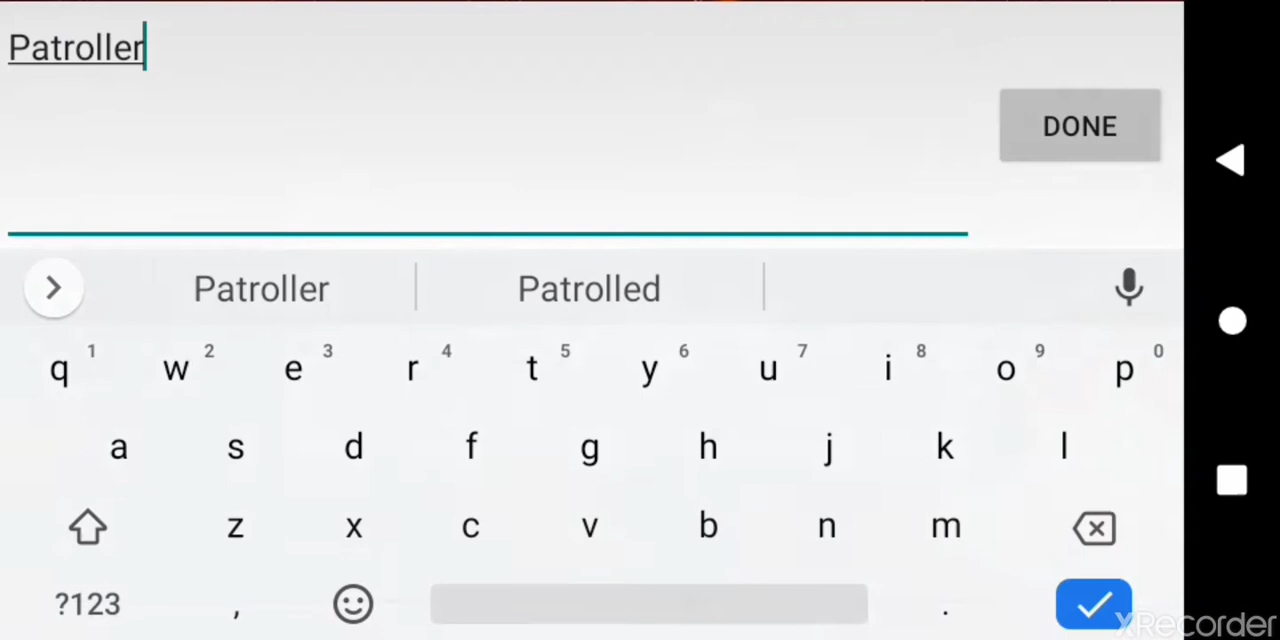 Patroller
DONE
Patroller Patrolled
q 1 w 2 e 3 r 4 t 5 y 6 u 7 i 8 o 9 p 0
a s d f g h j k l
z x c v b n m
?123 , .
XRecorder